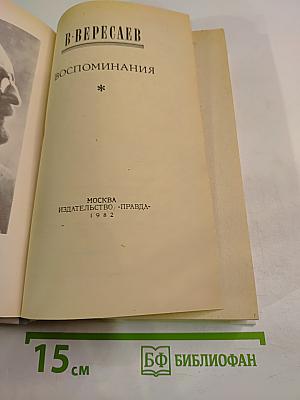 В·ВЕРЕСАЕВ
ВОСПОМИНАНИЯ
*
МОСКВА
ИЗДАТЕЛЬСТВО «ПРАВДА»
1982
15 см
БФ БИБЛИОФАН